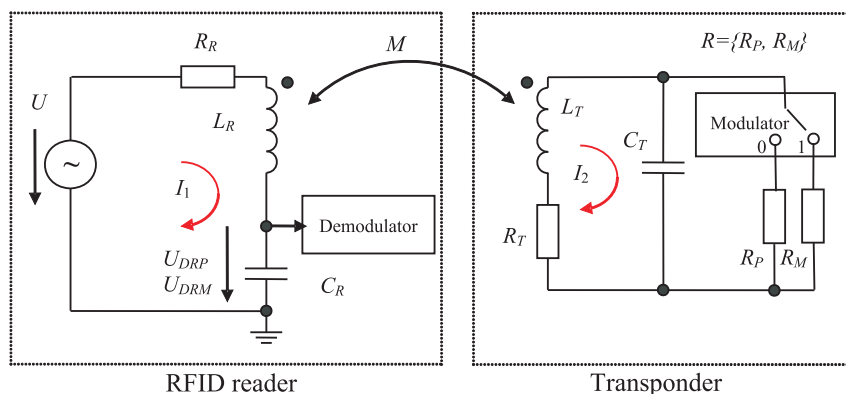 R_R
M
R={R_P, R_M}
U
L_R
L_T
C_T
Modulator
0
1
I_1
I_2
Demodulator
R_T
U_DRP
U_DRM
C_R
R_P
R_M
~
RFID reader
Transponder